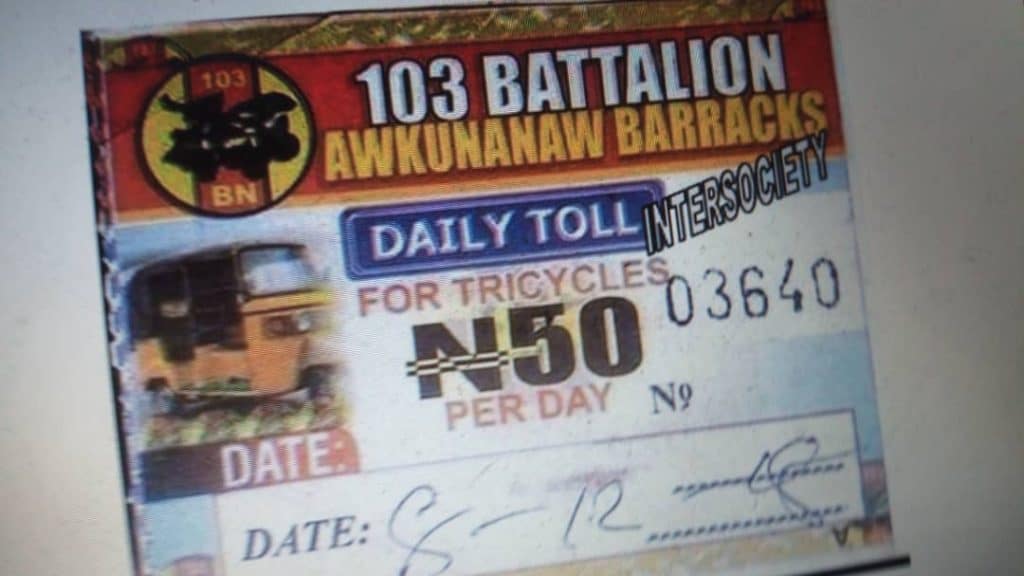 103
BN
103 BATTALION
AWKUNANAW BARRACKS
INTERSOCIETY
DAILY TOLL
FOR TRICYCLES
03640
₦50
PER DAY
Nº
DATE:
DATE: 8-12